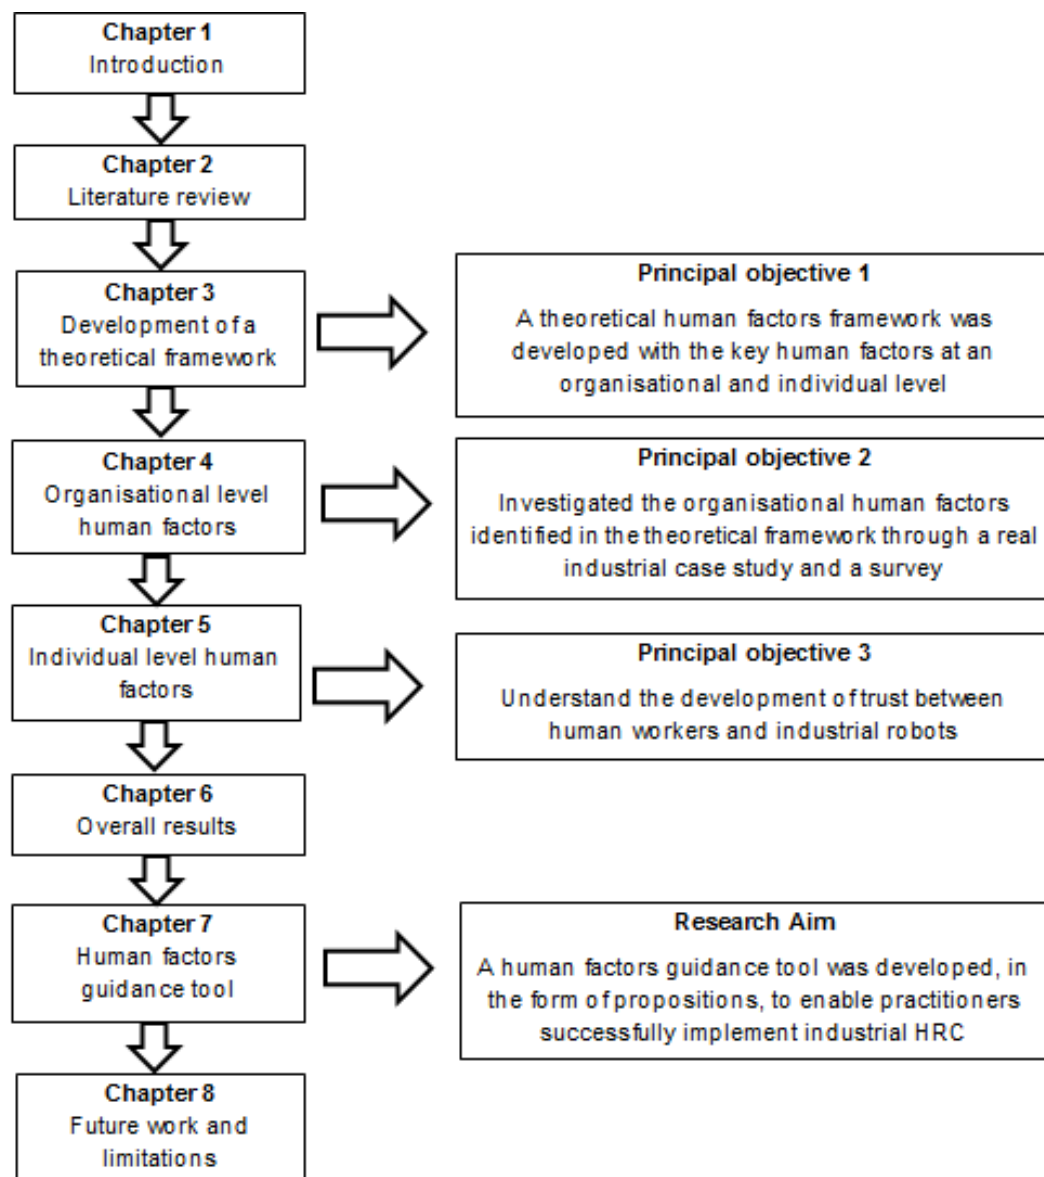 Chapter 1
Introduction
Chapter 2
Literature review
Chapter 3
Development of a
theoretical framework
Principal objective 1
A theoretical human factors framework was
developed with the key human factors at an
organisational and individual level
Chapter 4
Organisational level
human factors
Principal objective 2
Investigated the organisational human factors
identified in the theoretical framework through a real
industrial case study and a survey
Chapter 5
Individual level human
factors
Principal objective 3
Understand the development of trust between
human workers and industrial robots
Chapter 6
Overall results
Chapter 7
Human factors
guidance tool
Research Aim
A human factors guidance tool was developed, in
the form of propositions, to enable practitioners
successfully implement industrial HRC
Chapter 8
Future work and
limitations